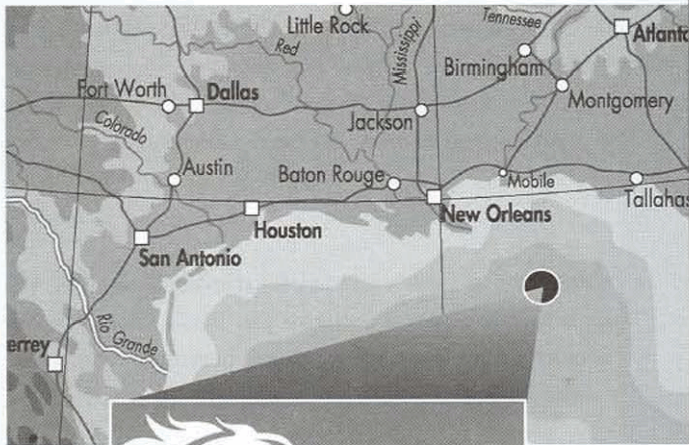 Little Rock
Tennessee
Red
Mississippi
Atlanta
Birmingham
Fort Worth
Dallas
Montgomery
Colorado
Jackson
Austin
Baton Rouge
Mobile
Tallahas
New Orleans
Houston
San Antonio
Rio Grande
errey